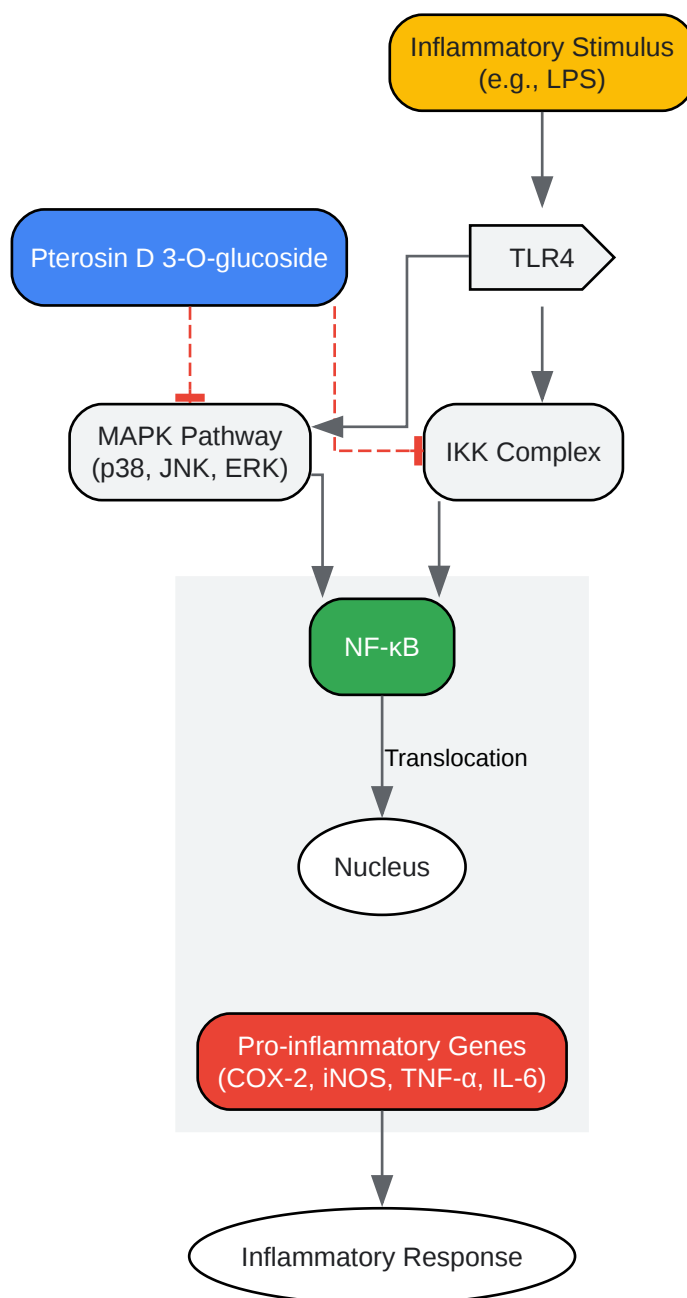 Inflammatory Stimulus
(e.g., LPS)
Pterosin D 3-O-glucoside
TLR4
MAPK Pathway
(p38, JNK, ERK)
IKK Complex
NF-κB
Translocation
Nucleus
Pro-inflammatory Genes
(COX-2, iNOS, TNF-α, IL-6)
Inflammatory Response